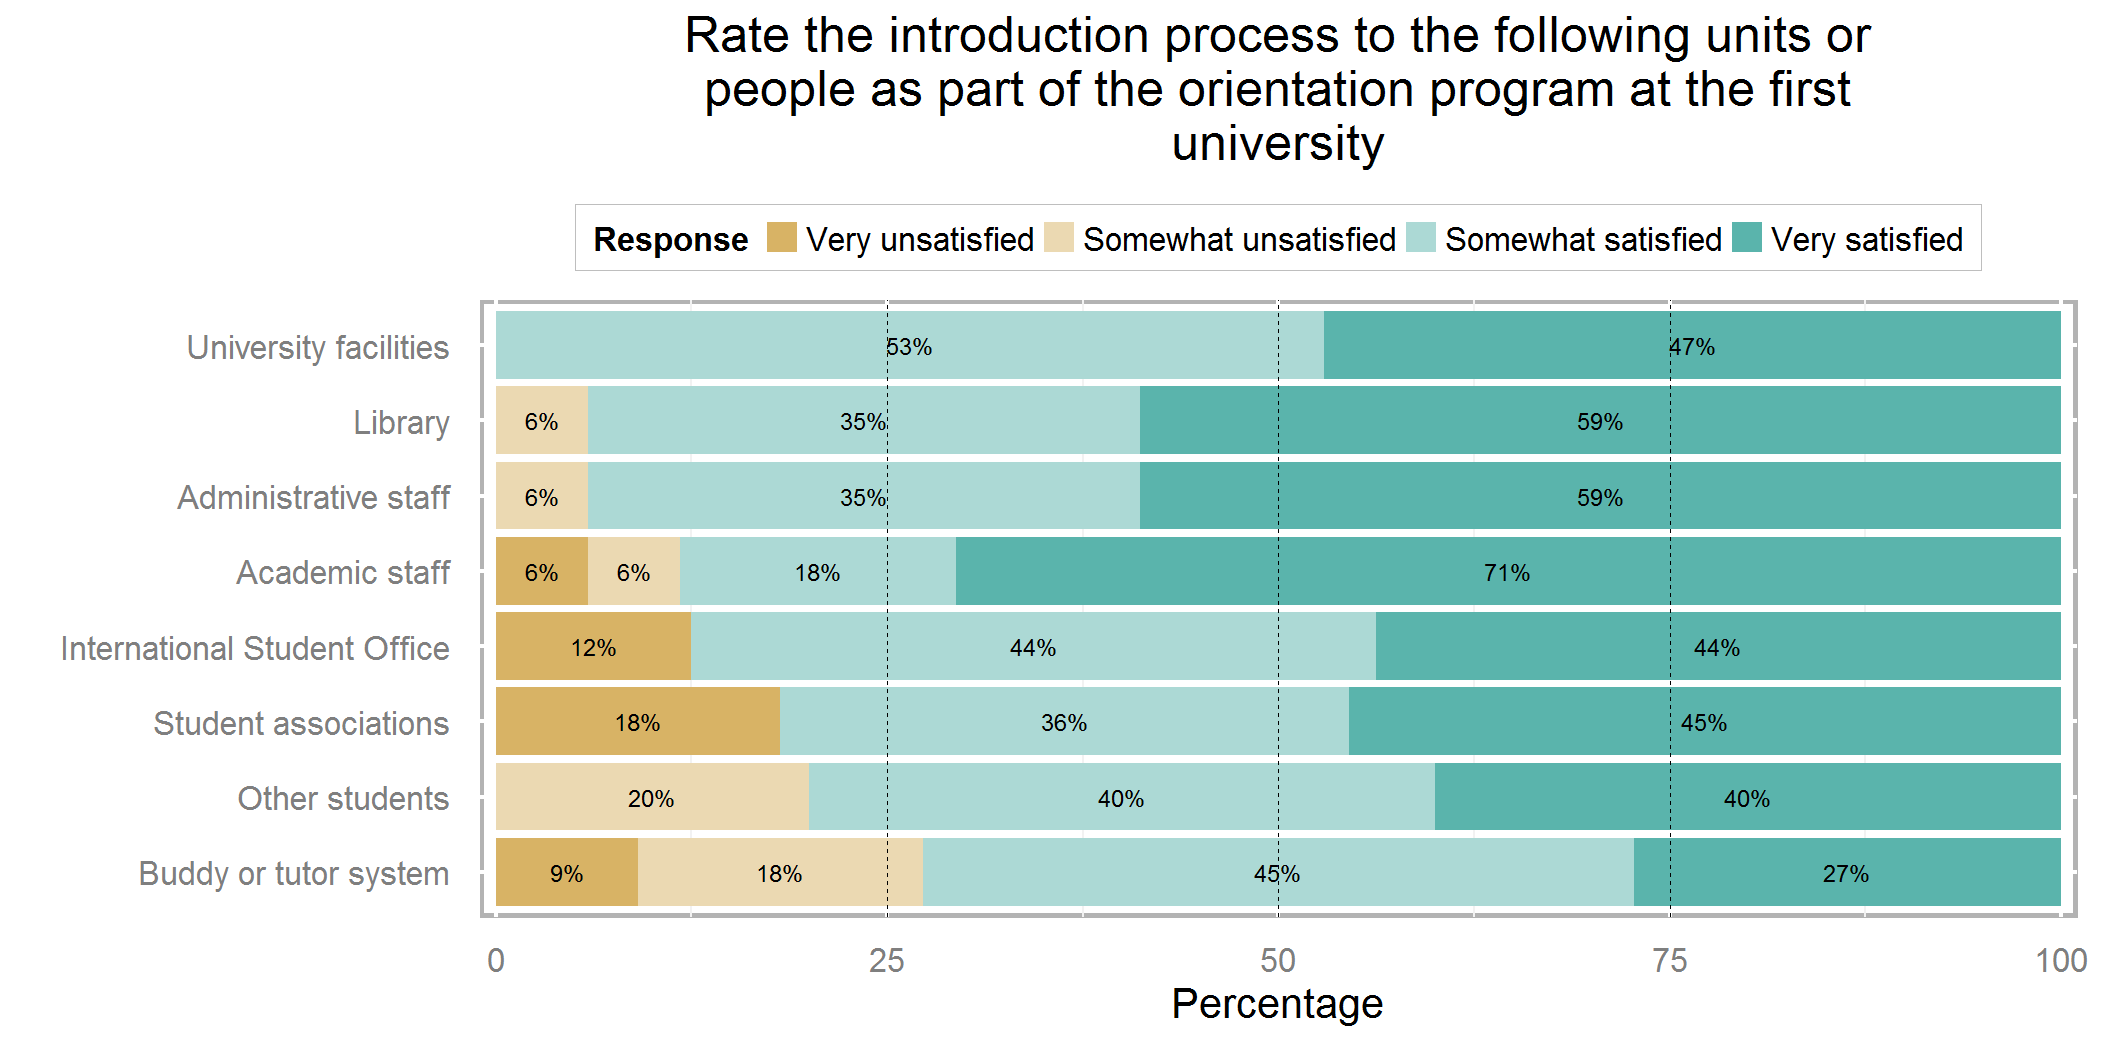 Rate the introduction process to the following units or
people as part of the orientation program at the first
university
Response Very unsatisfied Somewhat unsatisfied Somewhat satisfied Very satisfied
University facilities 53% 47%
Library 6% 35% 59%
Administrative staff 6% 35% 59%
Academic staff 6% 6% 18% 71%
International Student Office 12% 44% 44%
Student associations 18% 36% 45%
Other students 20% 40% 40%
Buddy or tutor system 9% 18% 45% 27%
0 25 50 75 100
Percentage